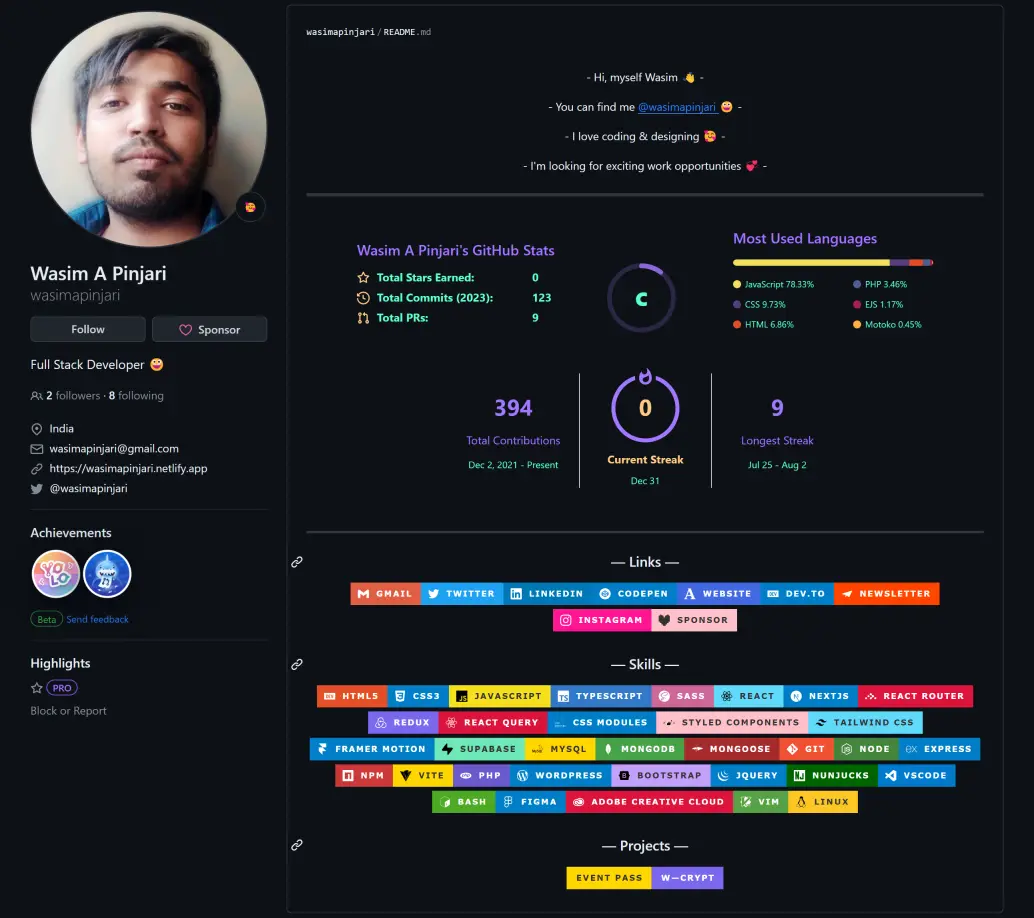 Wasim A Pinjari
wasimapinjari
Follow
Sponsor
Full Stack Developer 🤪
2 followers · 8 following
India
wasimapinjari@gmail.com
https://wasimapinjari.netlify.app
@wasimapinjari
Achievements
YOLO
Beta Send feedback
Highlights
PRO
Block or Report
wasimapinjari/README.md
- Hi, myself Wasim 👋 -
- You can find me @wasimapinjari 🤪 -
- I love coding & designing 🥰 -
- I'm looking for exciting work opportunities 💞 -
Wasim A Pinjari's GitHub Stats
Total Stars Earned: 0
Total Commits (2023): 123
Total PRs: 9
C
Most Used Languages
JavaScript 78.33% PHP 3.46%
CSS 9.73% EJS 1.17%
HTML 6.86% Motoko 0.45%
394 0 9
Total Contributions Current Streak Longest Streak
Dec 2, 2021 - Present Dec 31 Jul 25 - Aug 2
— Links —
GMAIL TWITTER LINKEDIN CODEPEN WEBSITE DEV.TO NEWSLETTER
INSTAGRAM SPONSOR
— Skills —
HTML5 CSS3 JAVASCRIPT TYPESCRIPT SASS REACT NEXTJS REACT ROUTER
REDUX REACT QUERY CSS MODULES STYLED COMPONENTS TAILWIND CSS
FRAMER MOTION SUPABASE MYSQL MONGODB MONGOOSE GIT NODE EXPRESS
NPM VITE PHP WORDPRESS BOOTSTRAP JQUERY NUNJUCKS VSCODE
BASH FIGMA ADOBE CREATIVE CLOUD VIM LINUX
— Projects —
EVENT PASS W—CRYPT